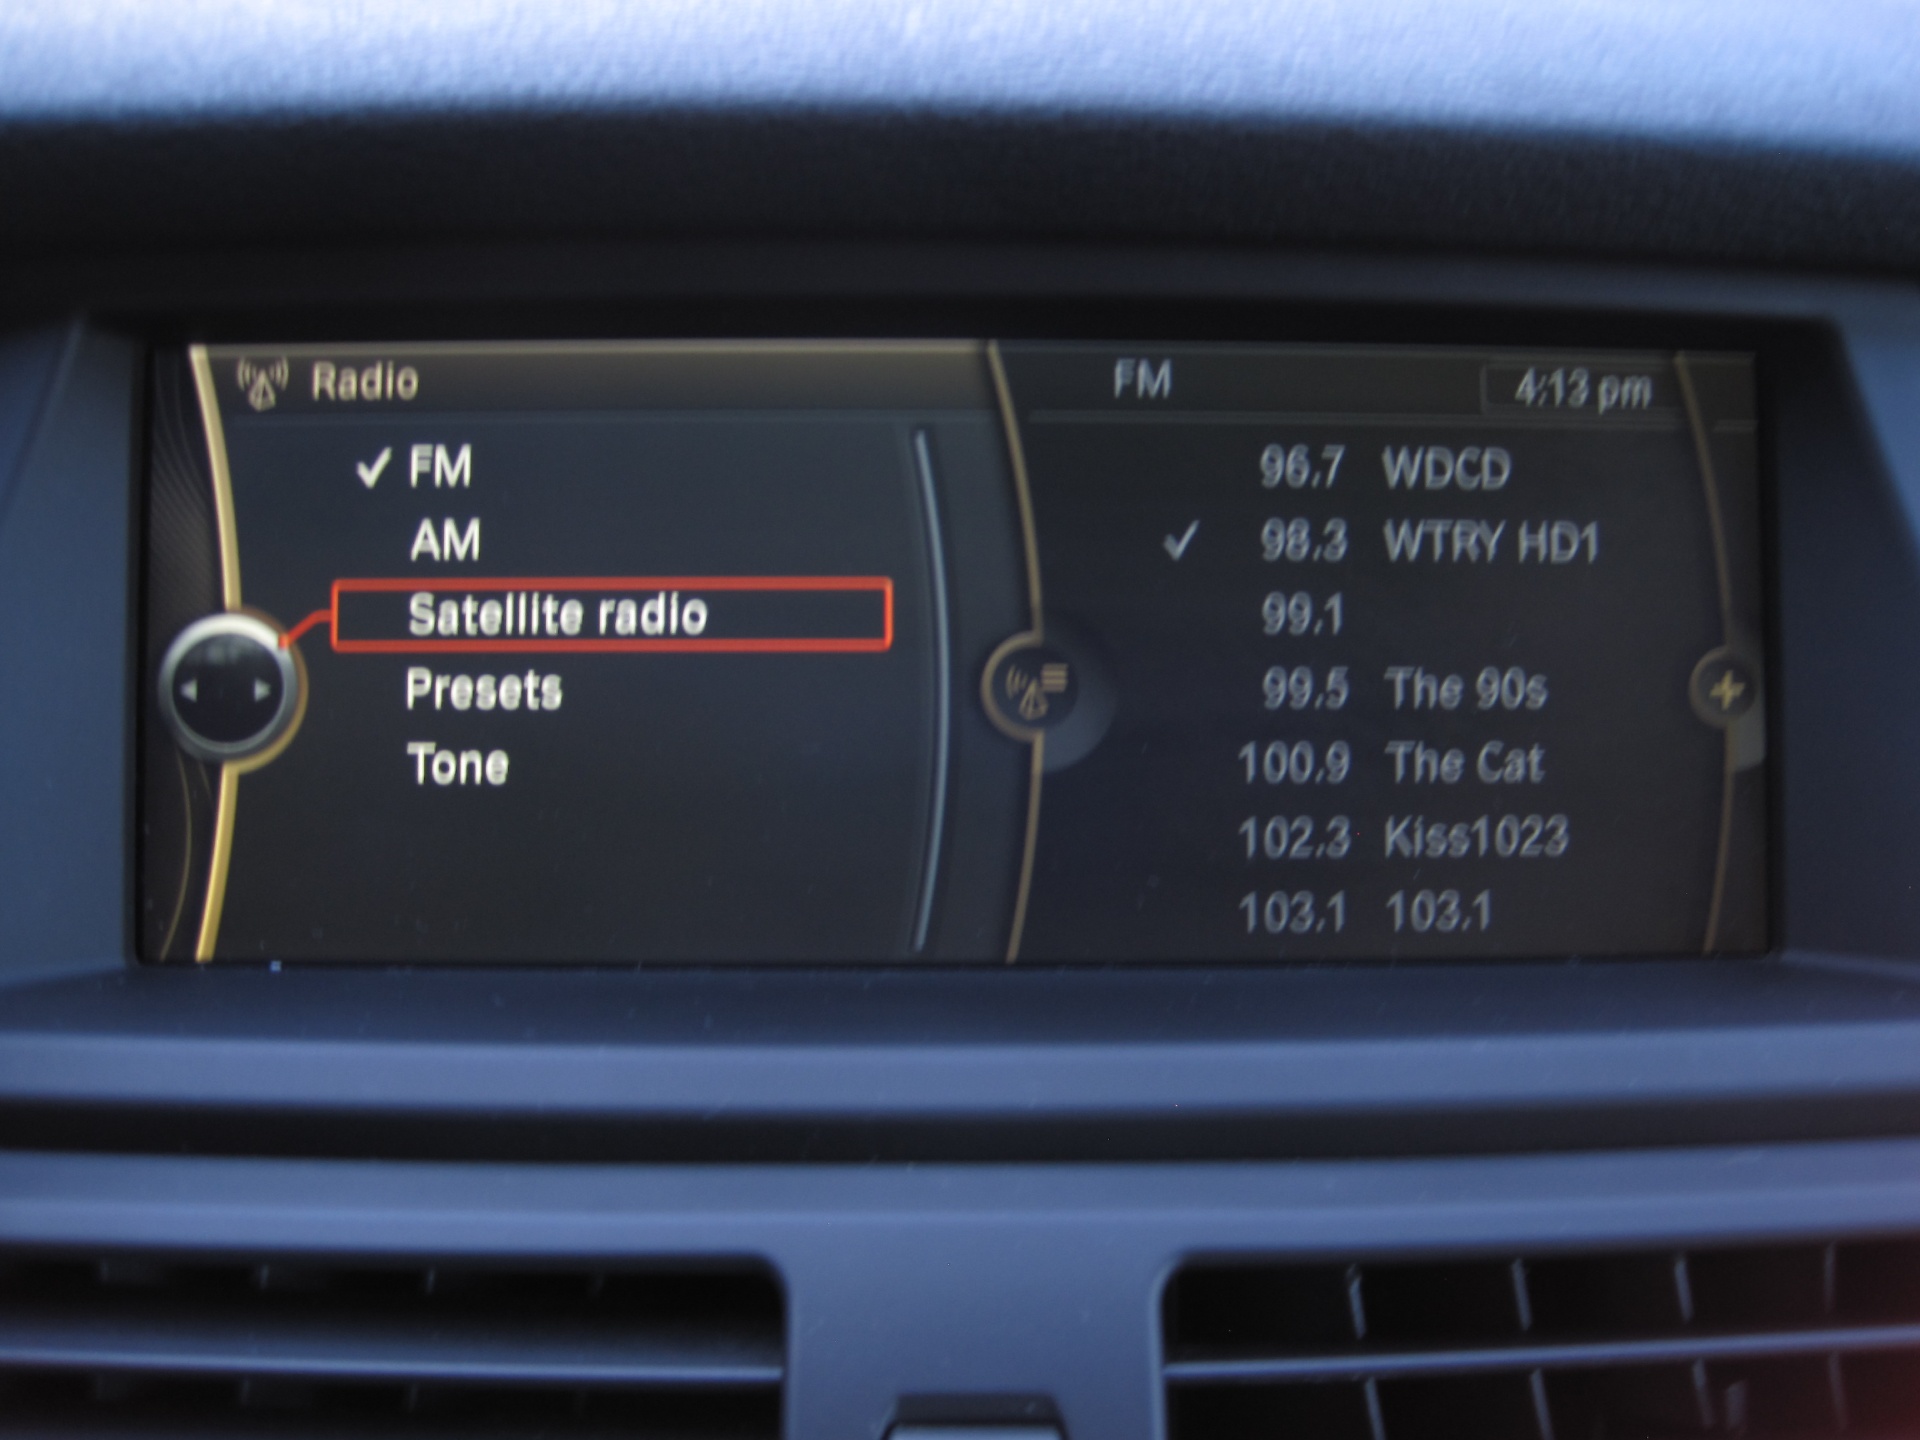 Radio
FM
AM
Satellite radio
Presets
Tone
FM
4:13 pm
96.7 WDCD
98.3 WTRY HD1
99.1
99.5 The 90s
100.9 The Cat
102.3 Kiss1023
103.1 103.1